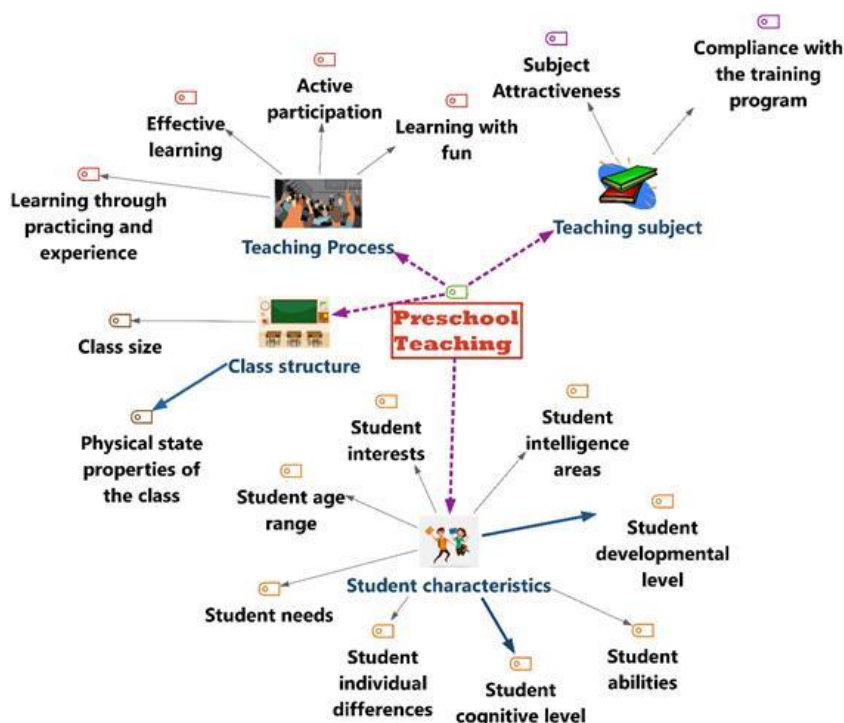 Compliance with
the training
program
Subject
Attractiveness
Active
participation
Effective
learning
Learning with
fun
Learning through
practicing and
experience
Teaching Process
Teaching subject
Preschool
Teaching
Class size
Class structure
Physical state
properties of
the class
Student
interests
Student
intelligence
areas
Student age
range
Student
developmental
level
Student characteristics
Student needs
Student
individual
differences
Student
cognitive level
Student
abilities